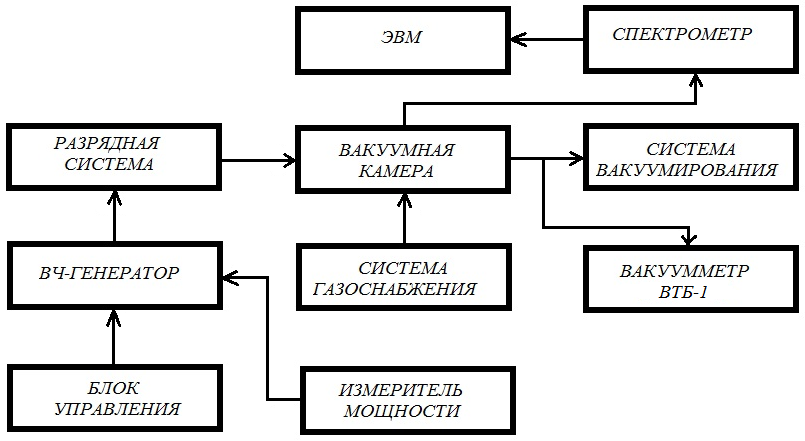 ЭВМ
СПЕКТРОМЕТР
РАЗРЯДНАЯ
СИСТЕМА
ВАКУУМНАЯ
КАМЕРА
СИСТЕМА
ВАКУУМИРОВАНИЯ
ВЧ-ГЕНЕРАТОР
СИСТЕМА
ГАЗОСНАБЖЕНИЯ
ВАКУУММЕТР
ВТБ-1
БЛОК
УПРАВЛЕНИЯ
ИЗМЕРИТЕЛЬ
МОЩНОСТИ